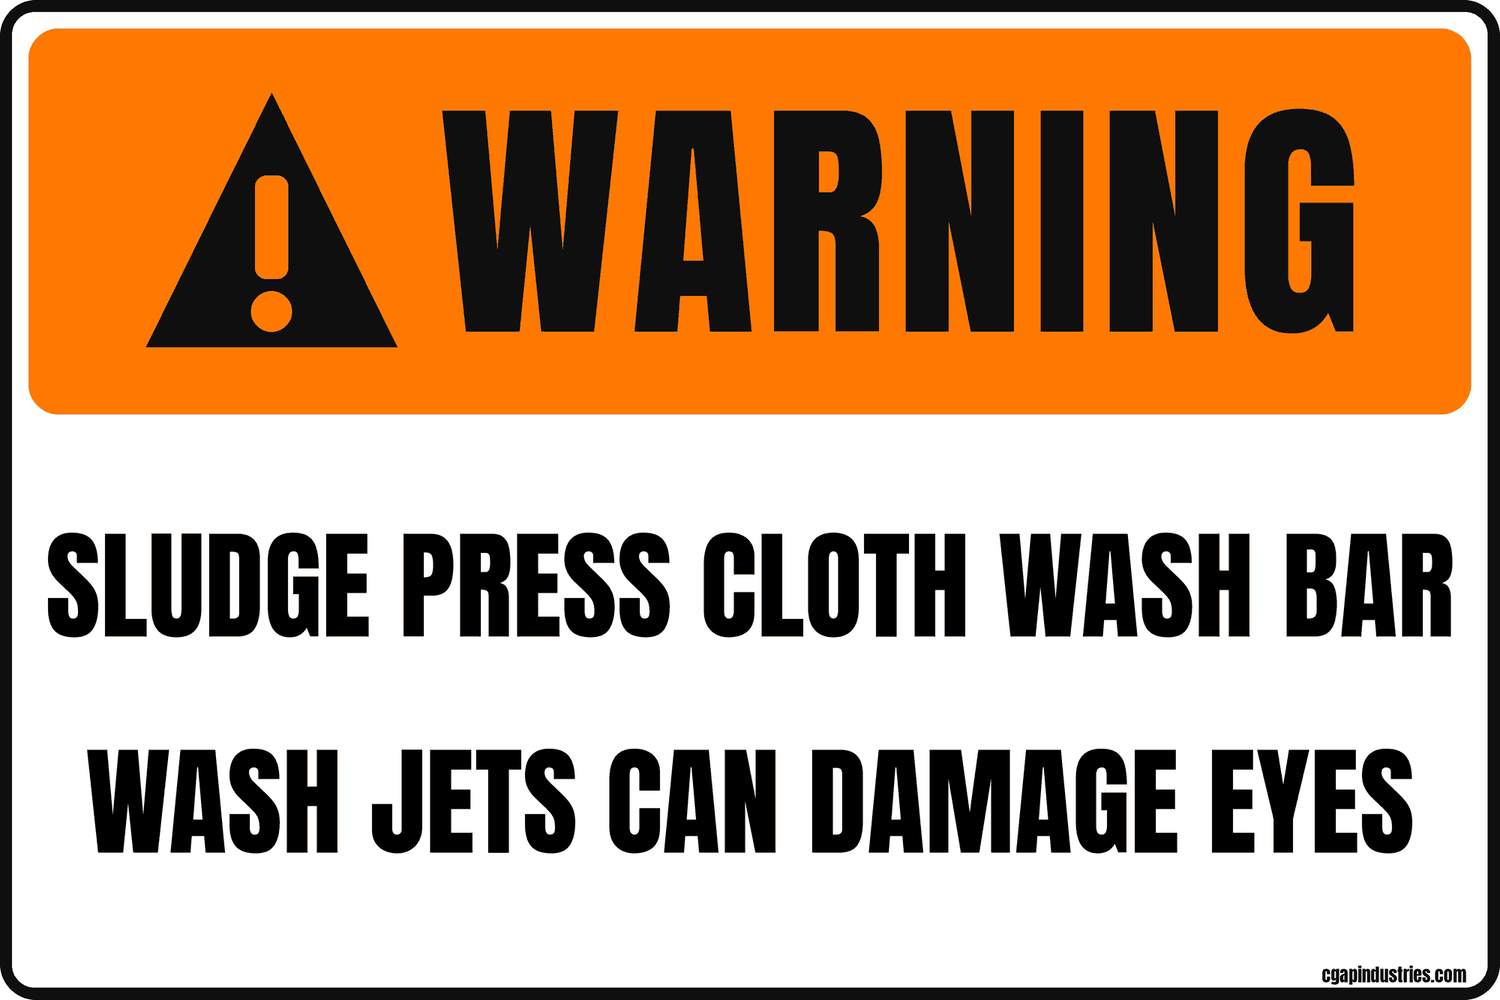 WARNING
SLUDGE PRESS CLOTH WASH BAR
WASH JETS CAN DAMAGE EYES
cgapindustries.com